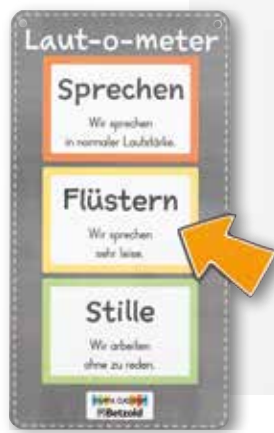 Laut-o-meter
Sprechen
Wir sprechen
in normaler Lautstärke.
Flüstern
Wir sprechen
sehr leise.
Stille
Wir arbeiten
ohne zu reden.
Betzold